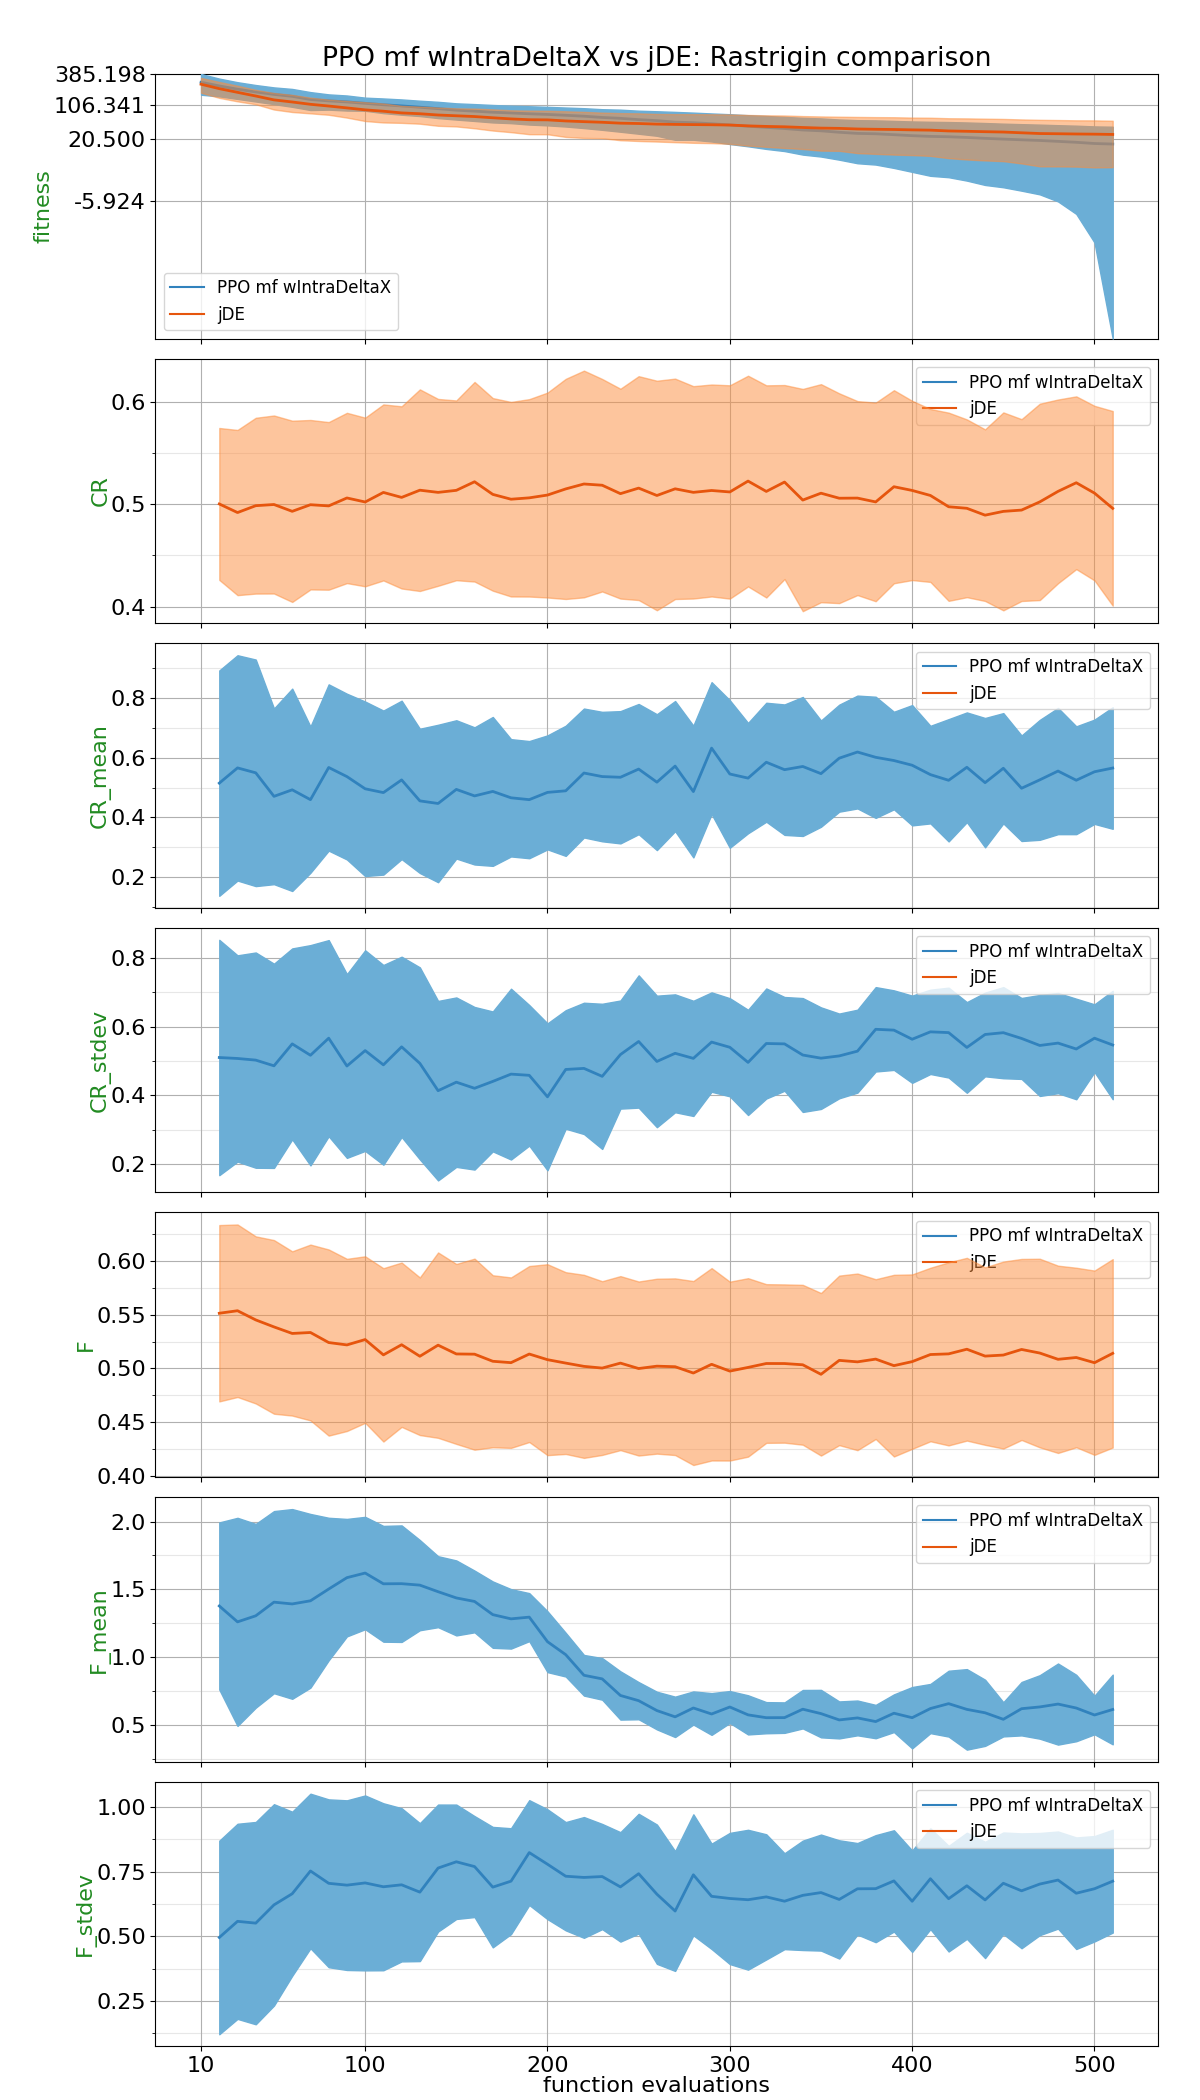 PPO mf wIntraDeltaX vs jDE: Rastrigin comparison
385.198
106.341
20.500
-5.924
fitness
PPO mf wIntraDeltaX
jDE
0.6
0.5
0.4
CR
PPO mf wIntraDeltaX
jDE
0.8
0.6
0.4
0.2
CR_mean
PPO mf wIntraDeltaX
jDE
0.8
0.6
0.4
0.2
CR_stdev
PPO mf wIntraDeltaX
jDE
0.60
0.55
0.50
0.45
0.40
F
PPO mf wIntraDeltaX
jDE
2.0
1.5
1.0
0.5
F_mean
PPO mf wIntraDeltaX
jDE
1.00
0.75
0.50
0.25
F_stdev
PPO mf wIntraDeltaX
jDE
10 100 200 300 400 500
function evaluations